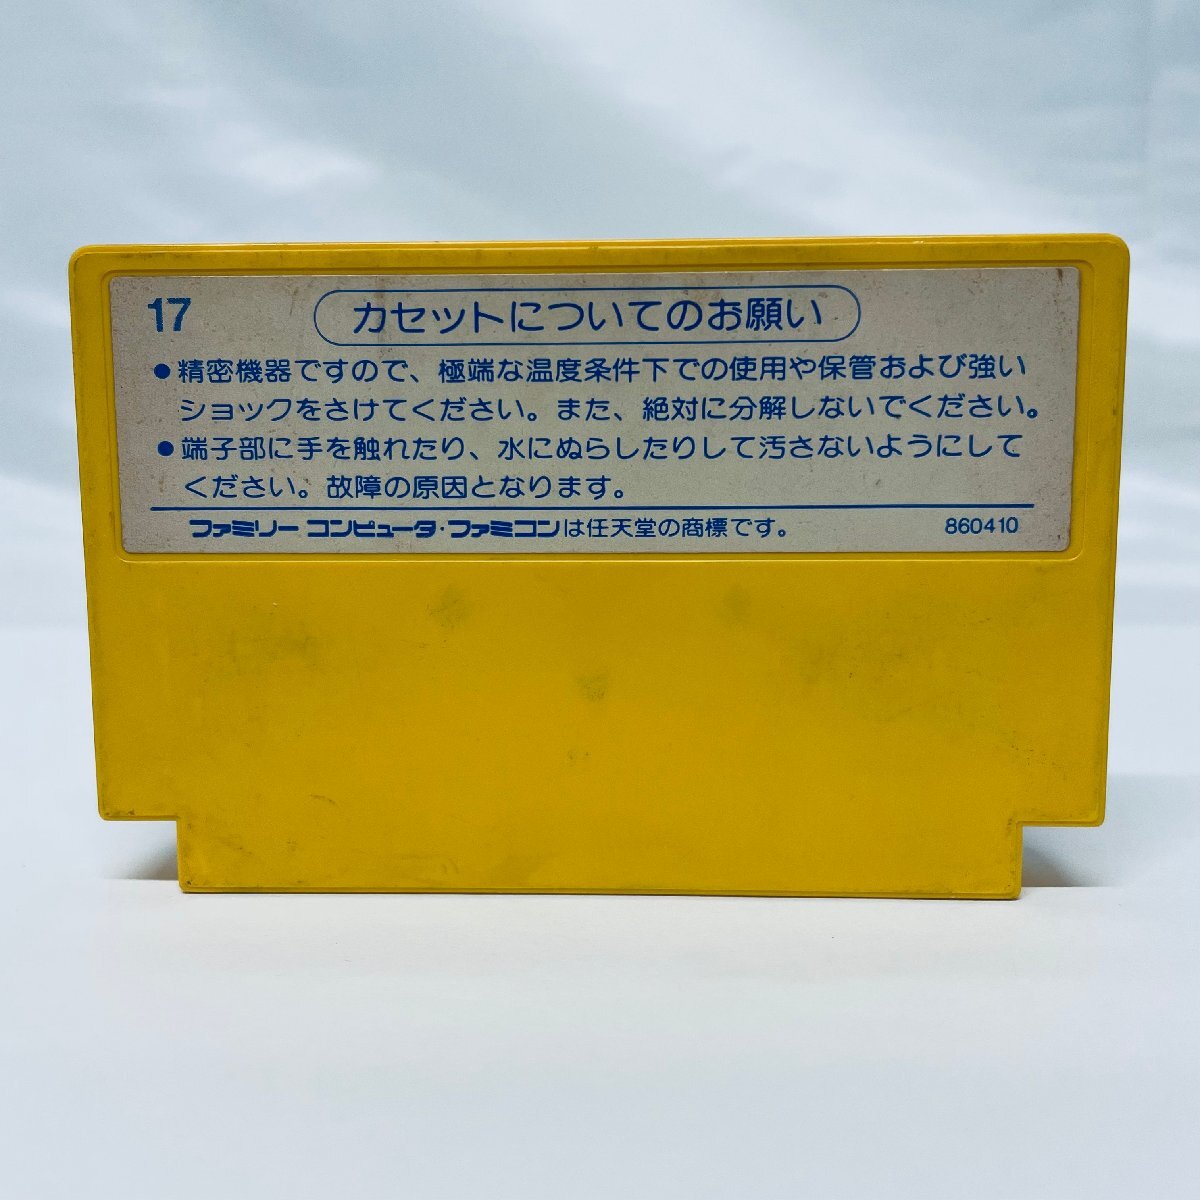 17
カセットについてのお願い
●精密機器ですので、極端な温度条件下での使用や保管および強い
ショックをさけてください。また、絶対に分解しないでください。
●端子部に手を触れたり、水にぬらしたりして汚さないようにして
ください。故障の原因となります。
ファミリーコンピュータ・ファミコンは任天堂の商標です。 860410